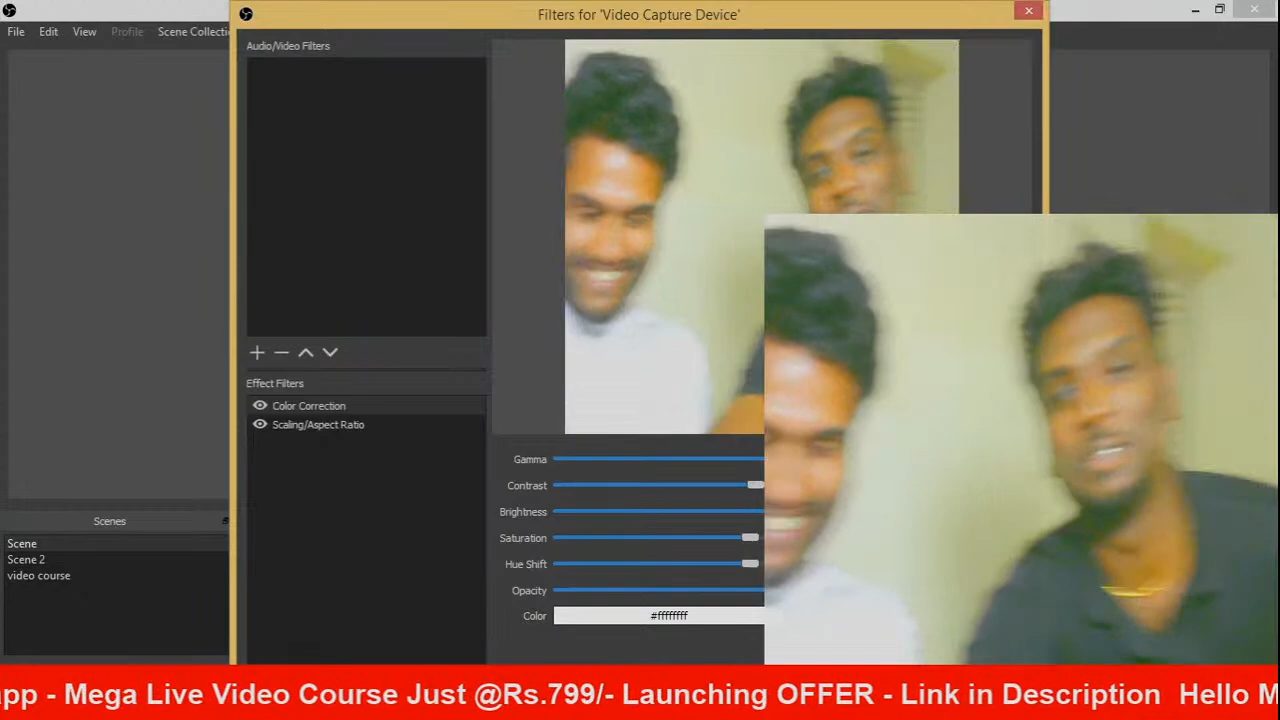 Filters for 'Video Capture Device'
File Edit View Profile Scene Collecti
Audio/Video Filters
Effect Filters
Color Correction
Scaling/Aspect Ratio
Gamma
Contrast
Brightness
Saturation
Hue Shift
Opacity
Color #ffffffff
Scenes
Scene
Scene 2
video course
app - Mega Live Video Course Just @Rs.799/- Launching OFFER - Link in Description Hello M